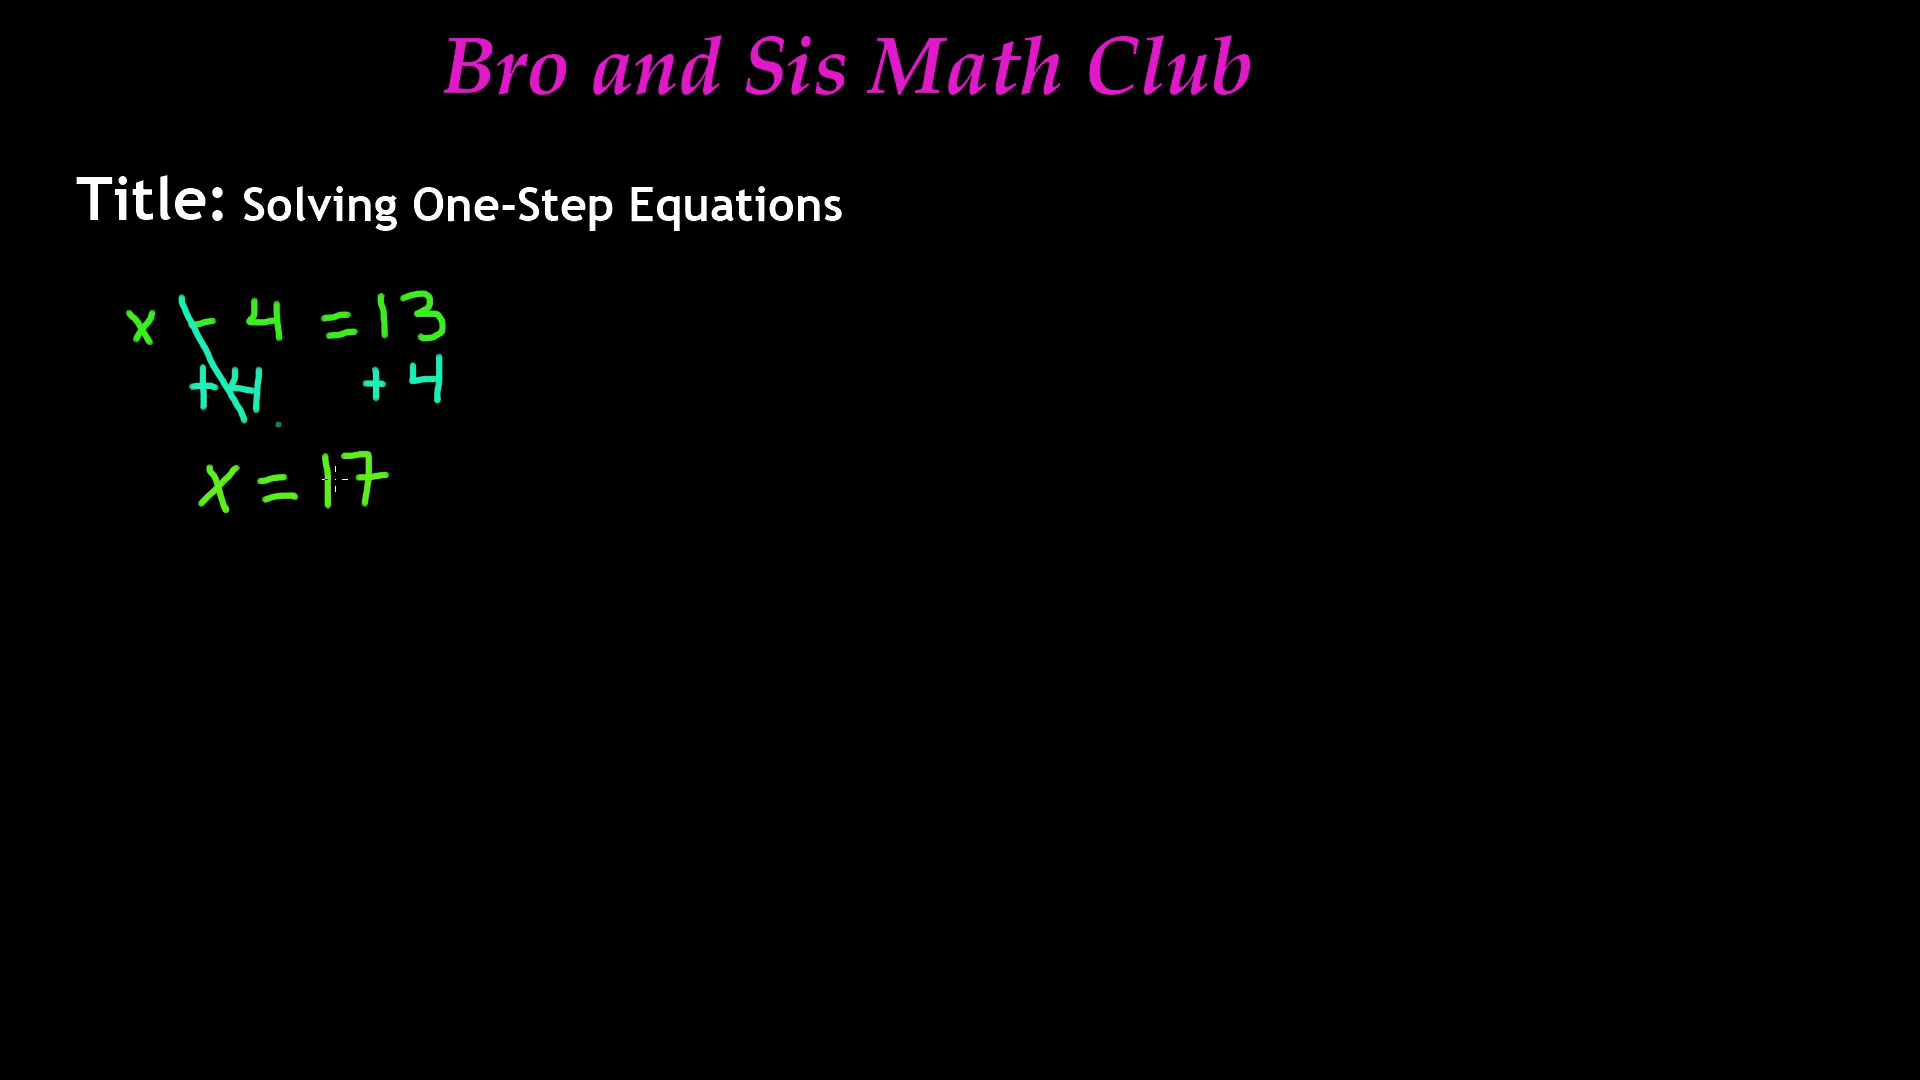 Bro and Sis Math Club
Title: Solving One-Step Equations
x - 4 = 13
+4 +4
x = 17